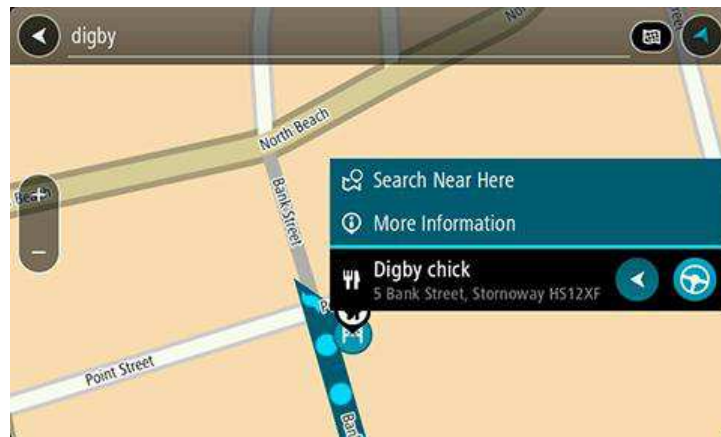 digby
North Beach
Bank Street
Search Near Here
More Information
Digby chick
5 Bank Street, Stornoway HS12XF
Point Street